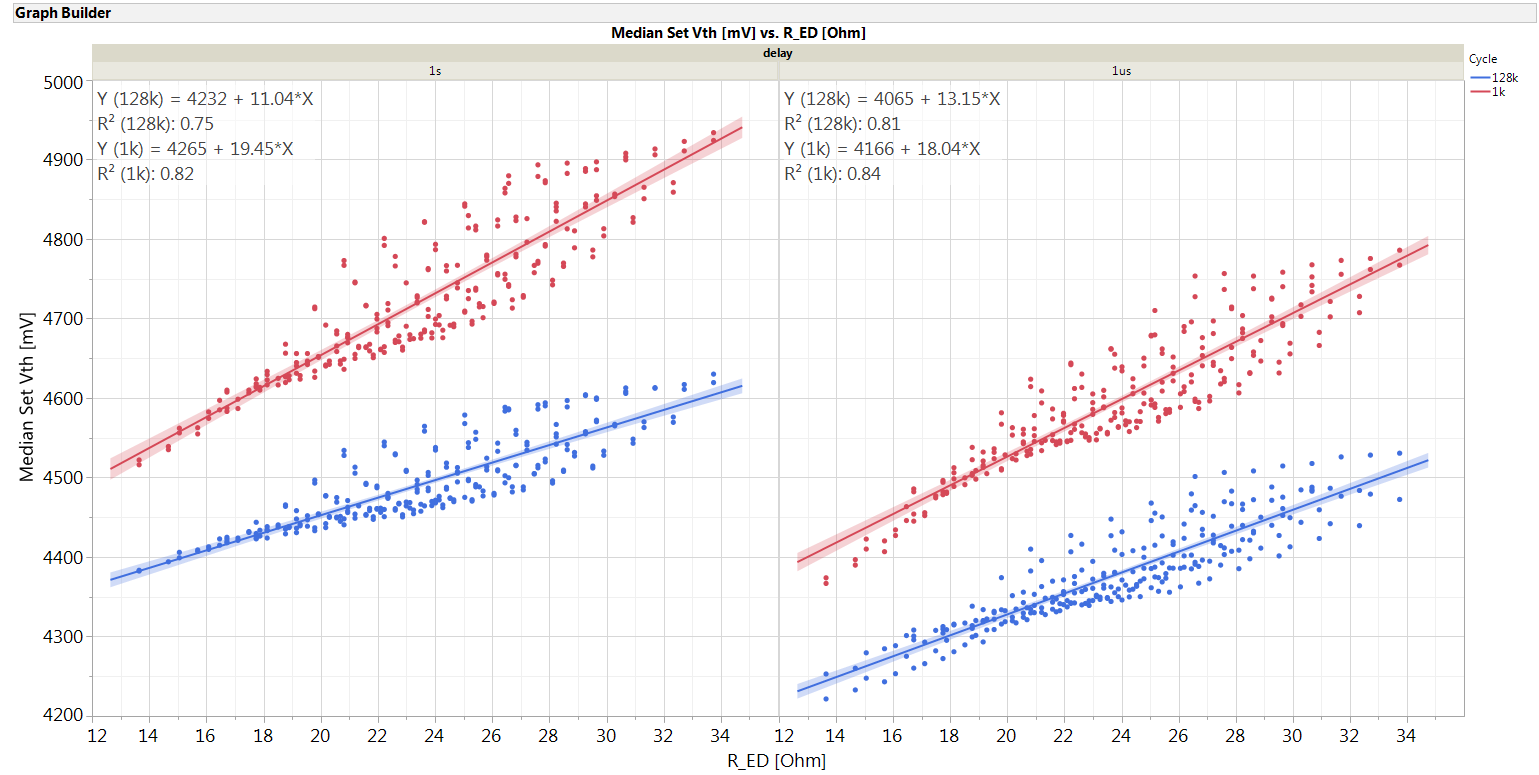 Graph Builder
Median Set Vth [mV] vs. R_ED [Ohm]
delay
1s
1us
Cycle
128k
1k
Y (128k) = 4232 + 11.04*X
R² (128k): 0.75
Y (1k) = 4265 + 19.45*X
R² (1k): 0.82
Y (128k) = 4065 + 13.15*X
R² (128k): 0.81
Y (1k) = 4166 + 18.04*X
R² (1k): 0.84
Median Set Vth [mV]
5000
4900
4800
4700
4600
4500
4400
4300
4200
12 14 16 18 20 22 24 26 28 30 32 34
12 14 16 18 20 22 24 26 28 30 32 34
R_ED [Ohm]